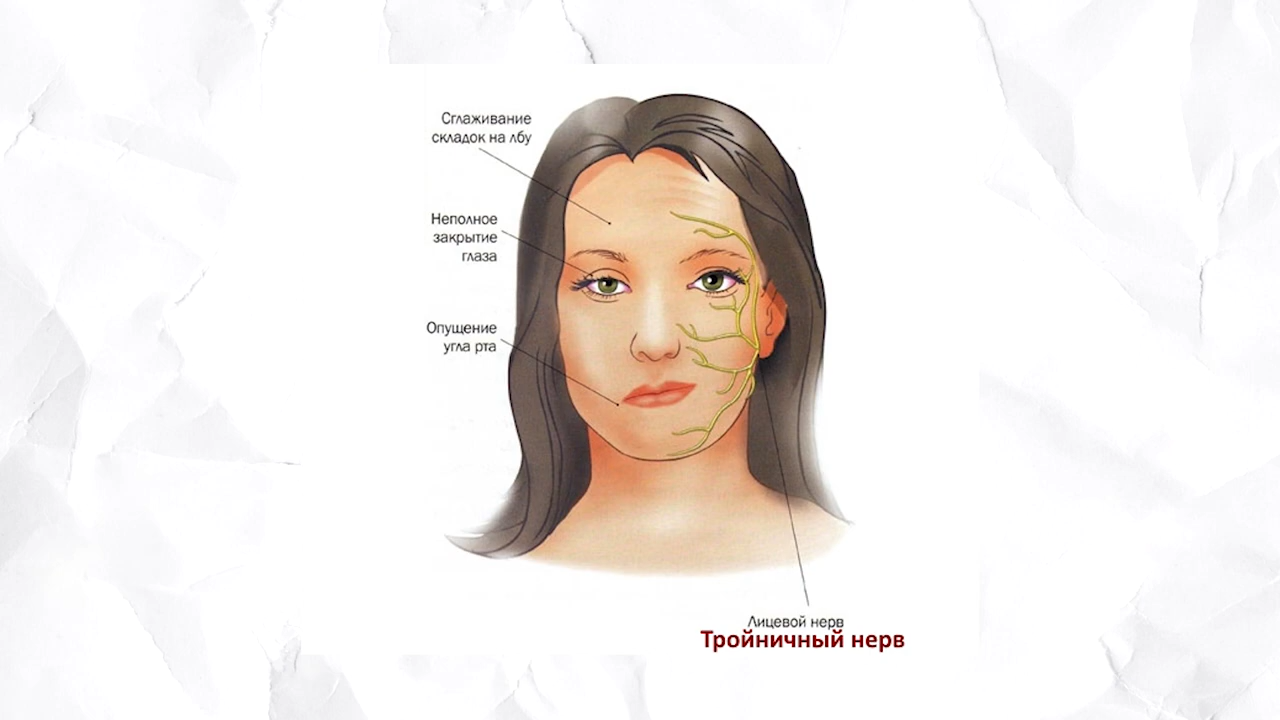 Сглаживание
складок на лбу
Неполное
закрытие
глаза
Опущение
угла рта
Лицевой нерв
Тройничный нерв